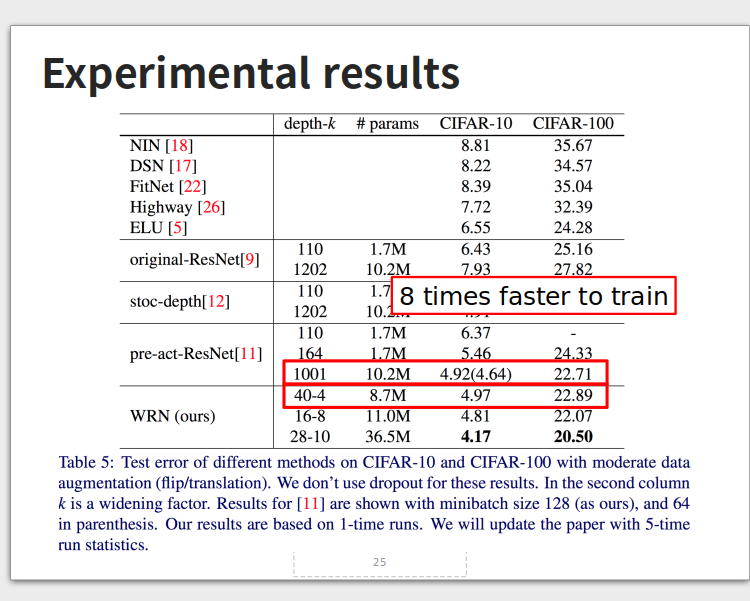 Experimental results
depth-k # params CIFAR-10 CIFAR-100
NIN [18] 8.81 35.67
DSN [17] 8.22 34.57
FitNet [22] 8.39 35.04
Highway [26] 7.72 32.39
ELU [5] 6.55 24.28
original-ResNet[9] 110 1.7M 6.43 25.16
1202 10.2M 7.93 27.82
stoc-depth[12] 110
8 times faster to train
1202
pre-act-ResNet[11] 110 1.7M 6.37 -
164 1.7M 5.46 24.33
1001 10.2M 4.92(4.64) 22.71
WRN (ours) 40-4 8.7M 4.97 22.89
16-8 11.0M 4.81 22.07
28-10 36.5M 4.17 20.50
Table 5: Test error of different methods on CIFAR-10 and CIFAR-100 with moderate data
augmentation (flip/translation). We don't use dropout for these results. In the second column
k is a widening factor. Results for [11] are shown with minibatch size 128 (as ours), and 64
in parenthesis. Our results are based on 1-time runs. We will update the paper with 5-time
run statistics.
25